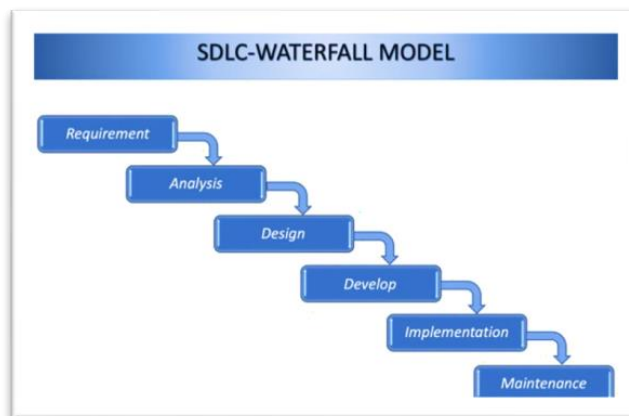 SDLC-WATERFALL MODEL
Requirement
Analysis
Design
Develop
Implementation
Maintenance